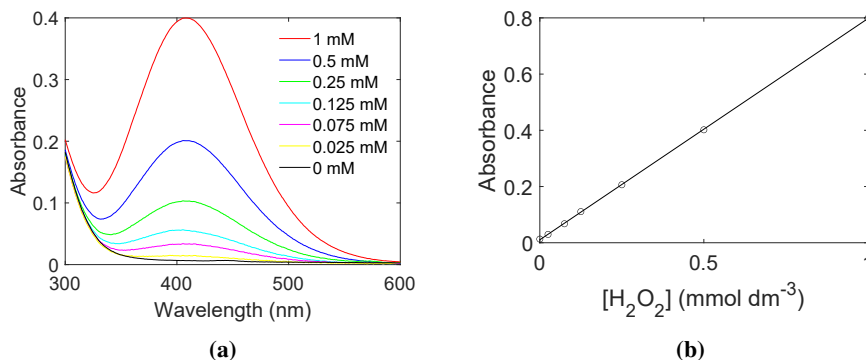 0.4
0.3
0.2
0.1
0
300
400
500
600
Absorbance
Wavelength (nm)
1 mM
0.5 mM
0.25 mM
0.125 mM
0.075 mM
0.025 mM
0 mM
(a)
0.8
0.6
0.4
0.2
0
0
0.5
1
Absorbance
[H₂O₂] (mmol dm⁻³)
(b)